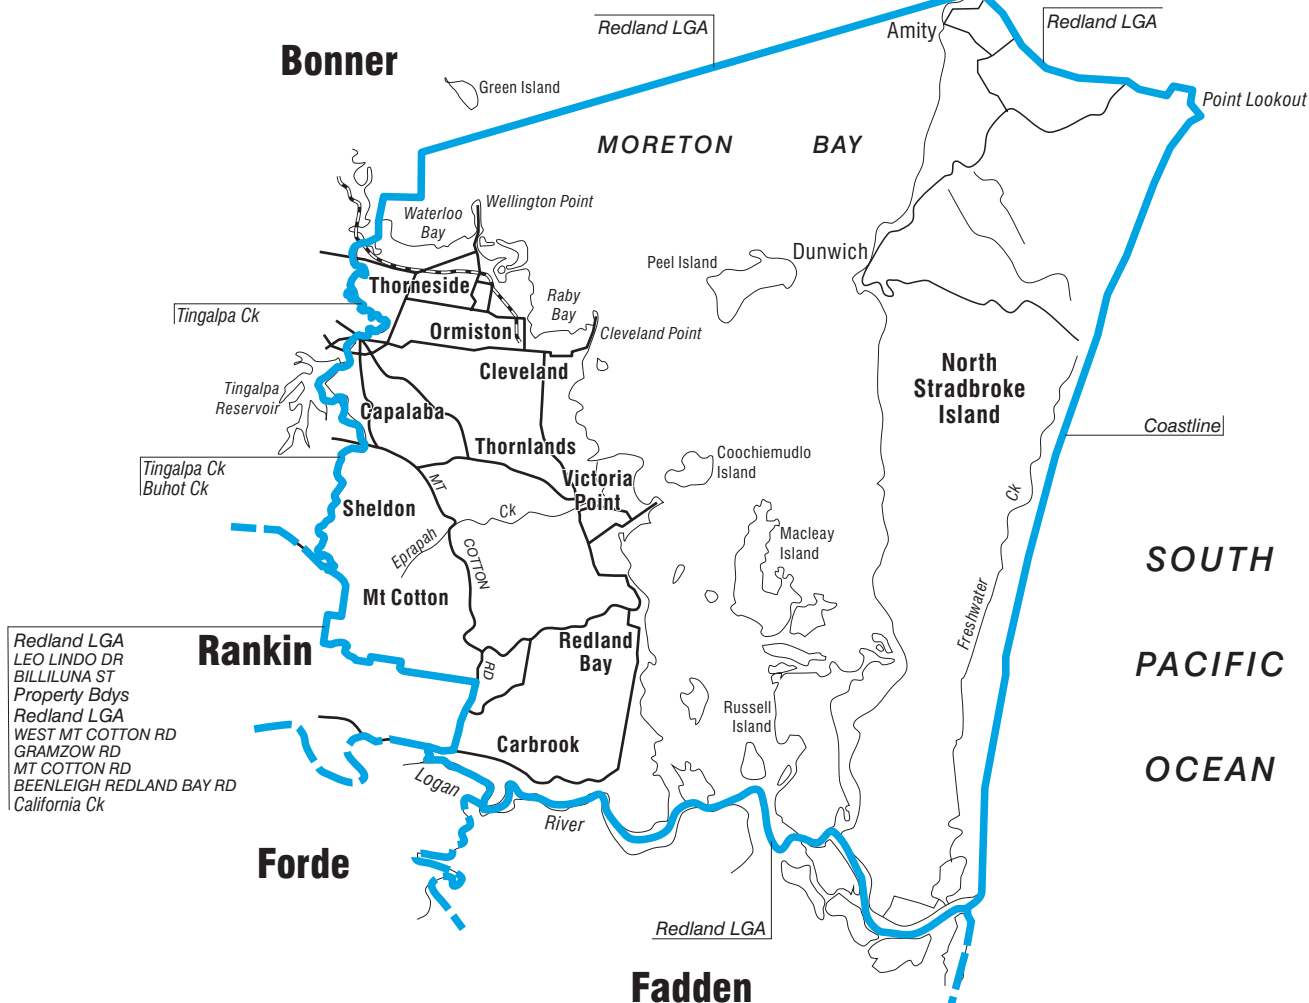 Redland LGA
Redland LGA
Amity
Bonner
Green Island
Point Lookout
MORETON BAY
Wellington Point
Waterloo
Bay
Dunwich
Peel Island
Thorneside
Raby
Bay
Tingalpa Ck
Ormiston
Cleveland Point
Cleveland
North
Stradbroke
Island
Tingalpa
Reservoir
Capalaba
Coastline
Thornlands
Coochiemudlo
Island
Tingalpa Ck
Buhot Ck
MT
Victoria
Point
Ck
Sheldon
Ck
Macleay
Island
Eprapah
COTTON
SOUTH
Mt Cotton
Freshwater
Redland LGA
LEO LINDO DR
BILLILUNA ST
Property Bdys
Redland LGA
WEST MT COTTON RD
GRAMZOW RD
MT COTTON RD
BEENLEIGH REDLAND BAY RD
California Ck
Rankin
Redland
Bay
RD
PACIFIC
Russell
Island
Carbrook
OCEAN
Logan
River
Forde
Redland LGA
Fadden